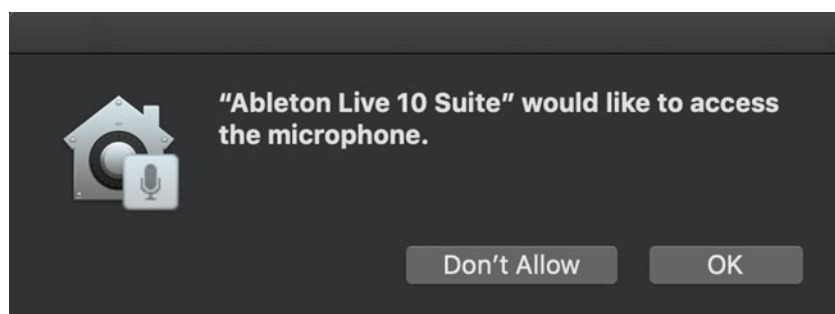 “Ableton Live 10 Suite” would like to access
the microphone.
Don’t Allow
OK